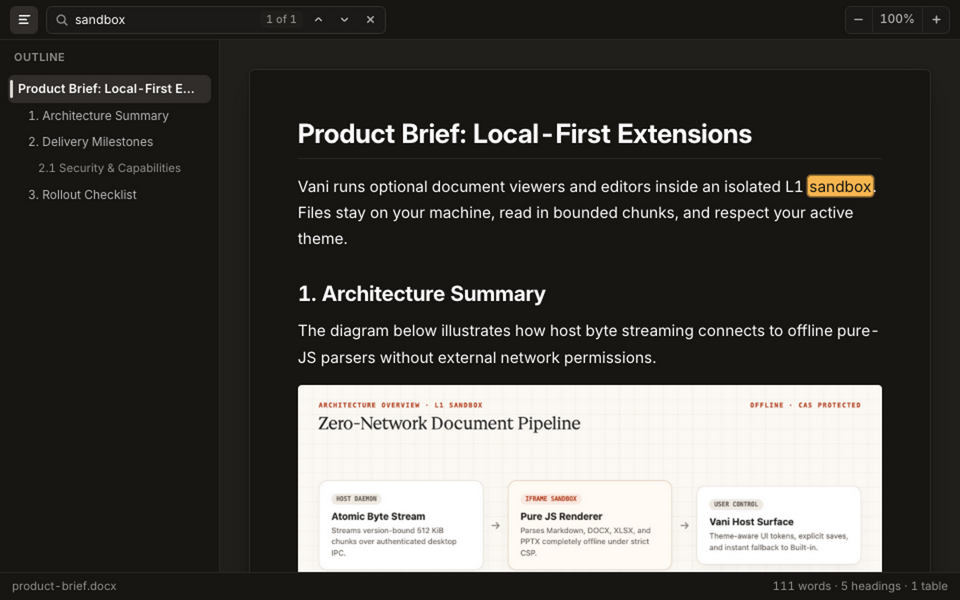 sandbox
1 of 1
100%
OUTLINE
Product Brief: Local-First E...
1. Architecture Summary
2. Delivery Milestones
2.1 Security & Capabilities
3. Rollout Checklist
Product Brief: Local-First Extensions
Vani runs optional document viewers and editors inside an isolated L1 sandbox.
Files stay on your machine, read in bounded chunks, and respect your active
theme.
1. Architecture Summary
The diagram below illustrates how host byte streaming connects to offline pure-
JS parsers without external network permissions.
ARCHITECTURE OVERVIEW · L1 SANDBOX
OFFLINE · CAS PROTECTED
Zero-Network Document Pipeline
HOST DAEMON
Atomic Byte Stream
Streams version-bound 512 KiB
chunks over authenticated desktop
IPC.
IFRAME SANDBOX
Pure JS Renderer
Parses Markdown, DOCX, XLSX, and
PPTX completely offline under strict
CSP.
USER CONTROL
Vani Host Surface
Theme-aware UI tokens, explicit saves,
and instant fallback to Built-in.
product-brief.docx
111 words · 5 headings · 1 table